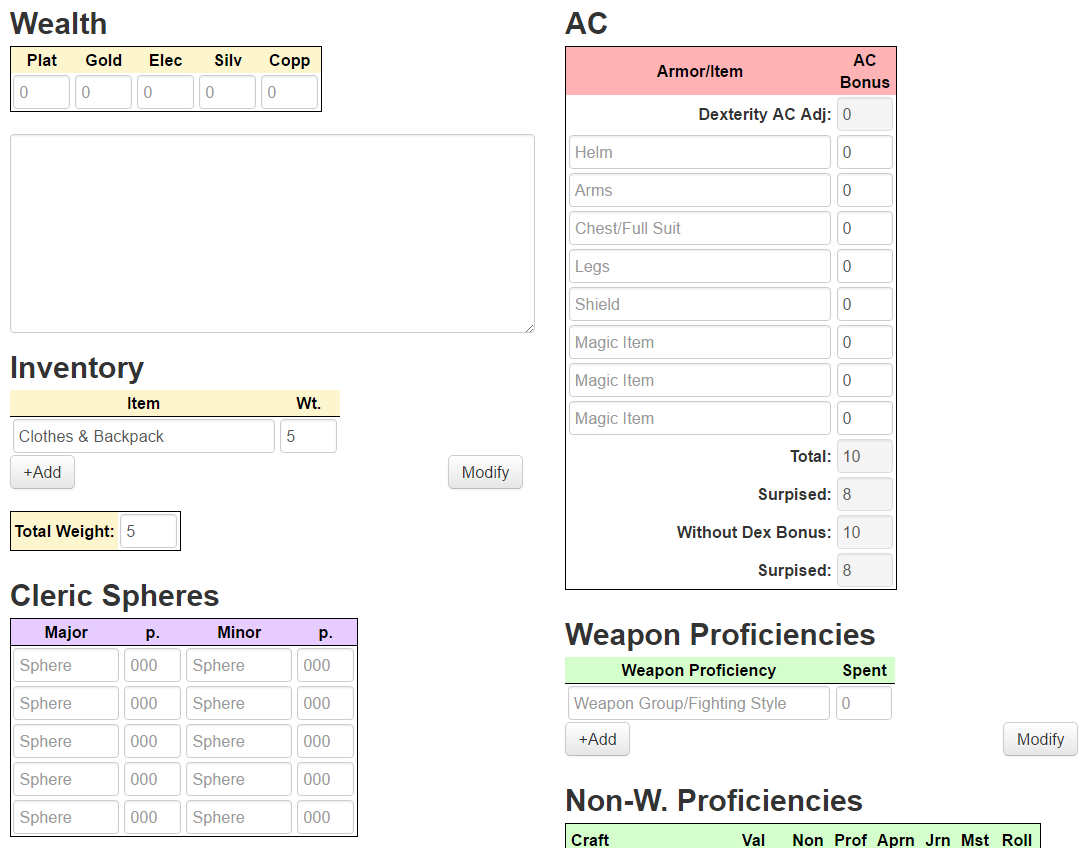 Wealth
Plat Gold Elec Silv Copp
0 0 0 0 0
Inventory
Item Wt.
Clothes & Backpack 5
+Add Modify
Total Weight: 5
Cleric Spheres
Major p. Minor p.
Sphere 000 Sphere 000
Sphere 000 Sphere 000
Sphere 000 Sphere 000
Sphere 000 Sphere 000
Sphere 000 Sphere 000
AC
Armor/Item AC Bonus
Dexterity AC Adj: 0
Helm 0
Arms 0
Chest/Full Suit 0
Legs 0
Shield 0
Magic Item 0
Magic Item 0
Magic Item 0
Total: 10
Surpised: 8
Without Dex Bonus: 10
Surpised: 8
Weapon Proficiencies
Weapon Proficiency Spent
Weapon Group/Fighting Style 0
+Add Modify
Non-W. Proficiencies
Craft Val Non Prof Aprn Jrn Mst Roll